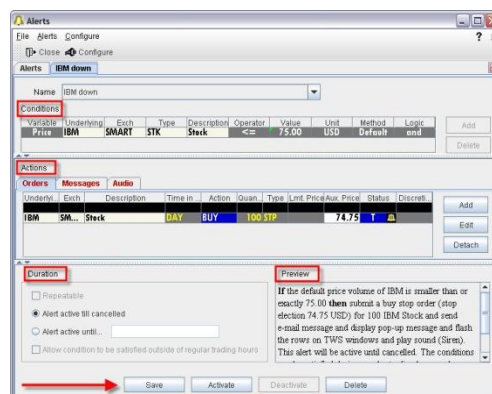 Alerts
File Alerts Configure ?
Close Configure
Alerts IBM down
Name IBM down
Conditions
Variable Underlying Exch Type Description Operator Value Unit Method Logic
Price IBM SMART STK Stock <= 75.00 USD Default and
Add
Delete
Actions
Orders Messages Audio
Underlyi... Exch Description Time in... Action Quan... Type Lmt. Price Aux. Price Status Discreti...
IBM SM... Stock DAY BUY 100 STP 74.75 T
Add
Edit
Detach
Duration
Repeatable
Alert active till cancelled
Alert active until...
Allow condition to be satisfied outside of regular trading hours
Preview
If the default price volume of IBM is smaller than or
exactly 75.00 then submit a buy stop order (stop
election 74.75 USD) for 100 IBM Stock and send
e-mail message and display pop-up message and flash
the rows on TWS windows and play sound (Siren).
This alert will be active until cancelled. The conditions
Save Activate Deactivate Delete